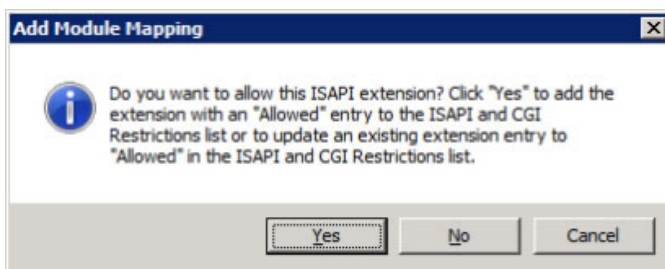 Add Module Mapping
Do you want to allow this ISAPI extension? Click "Yes" to add the
extension with an "Allowed" entry to the ISAPI and CGI
Restrictions list or to update an existing extension entry to
"Allowed" in the ISAPI and CGI Restrictions list.
Yes
No
Cancel